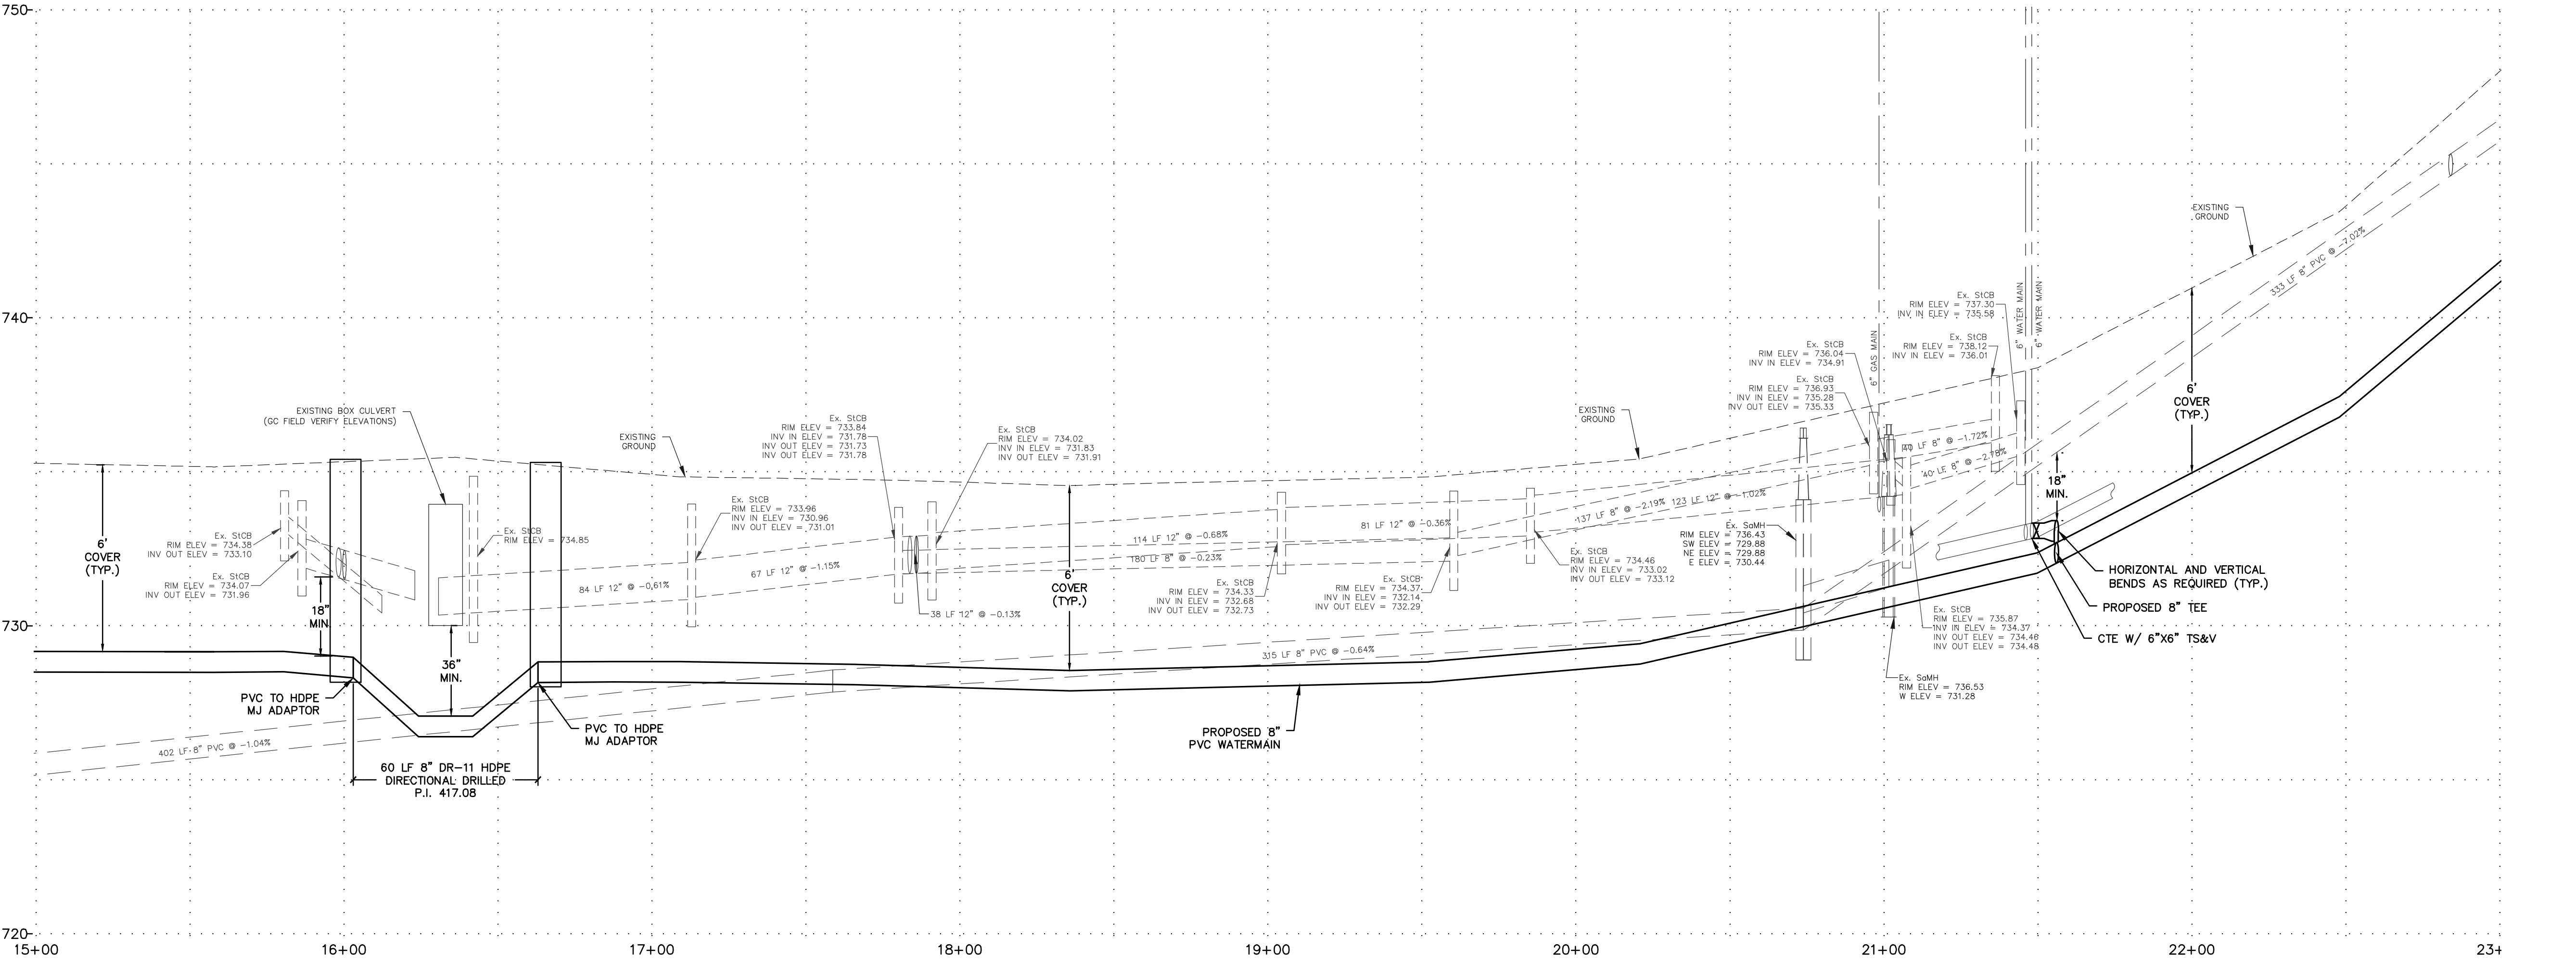 750
740
730
720
15+00
16+00
17+00
18+00
19+00
20+00
21+00
22+00
6'
COVER
(TYP.)
Ex. StCB
RIM ELEV = 734.38
INV OUT ELEV = 733.10
Ex. StCB
RIM ELEV = 734.07
INV OUT ELEV = 731.96
EXISTING BOX CULVERT
(GC FIELD VERIFY ELEVATIONS)
18"
MIN.
36"
MIN.
Ex. StCB
RIM ELEV = 734.85
PVC TO HDPE
MJ ADAPTOR
402 LF 8" PVC @ -1.04%
60 LF 8" DR-11 HDPE
DIRECTIONAL DRILLED
P.I. 417.08
PVC TO HDPE
MJ ADAPTOR
EXISTING
GROUND
84 LF 12" @ -0.61%
Ex. StCB
RIM ELEV = 733.96
INV IN ELEV = 730.96
INV OUT ELEV = 731.01
67 LF 12" @ -1.15%
Ex. StCB
RIM ELEV = 733.84
INV IN ELEV = 731.78
INV OUT ELEV = 731.73
INV OUT ELEV = 731.78
Ex. StCB
RIM ELEV = 734.02
INV IN ELEV = 731.83
INV OUT ELEV = 731.91
38 LF 12" @ -0.13%
6'
COVER
(TYP.)
114 LF 12" @ -0.68%
180 LF 8" @ -0.23%
Ex. StCB
RIM ELEV = 734.33
INV IN ELEV = 732.68
INV OUT ELEV = 732.73
315 LF 8" PVC @ -0.64%
PROPOSED 8"
PVC WATERMAIN
81 LF 12" @ -0.36%
Ex. StCB
RIM ELEV = 734.37
INV IN ELEV = 732.14
INV OUT ELEV = 732.29
Ex. StCB
RIM ELEV = 734.46
INV IN ELEV = 733.02
INV OUT ELEV = 733.12
137 LF 8" @ -2.19%
123 LF 12" @ -1.02%
EXISTING
GROUND
Ex. SaMH
RIM ELEV = 736.43
SW ELEV = 729.88
NE ELEV = 729.88
E ELEV = 730.44
Ex. StCB
RIM ELEV = 736.04
INV IN ELEV = 734.91
Ex. StCB
RIM ELEV = 736.93
INV IN ELEV = 735.28
INV OUT ELEV = 735.33
6" GAS MAIN
Ex. StCB
RIM ELEV = 737.30
INV IN ELEV = 735.58
Ex. StCB
RIM ELEV = 738.12
INV IN ELEV = 736.01
6" WATER MAIN
6" WATER MAIN
40 LF 8" @ -1.72%
40 LF 8" @ -2.78%
Ex. StCB
RIM ELEV = 735.87
INV IN ELEV = 734.37
INV OUT ELEV = 734.46
INV OUT ELEV = 734.48
Ex. SaMH
RIM ELEV = 736.53
W ELEV = 731.28
18"
MIN.
HORIZONTAL AND VERTICAL
BENDS AS REQUIRED (TYP.)
PROPOSED 8" TEE
CTE W/ 6"X6" TS&V
6'
COVER
(TYP.)
EXISTING
GROUND
333 LF 8" PVC @ -7.02%